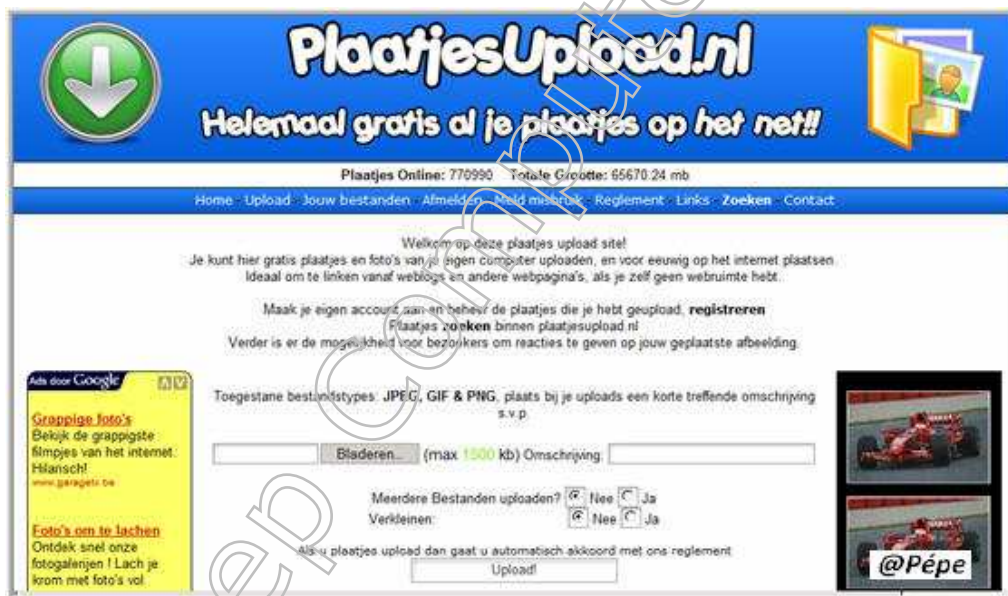 PlaatjesUpload.nl
Helemaal gratis al je plaatjes op het net!!
Plaatjes Online: 770990 Totale Grootte: 65670.24 mb
Home - Upload - Jouw bestanden - Afmelden - Meld misbruik - Reglement - Links - Zoeken - Contact
Welkom op deze plaatjes upload site!
Je kunt hier gratis plaatjes en foto's van je eigen computer uploaden, en voor eeuwig op het internet plaatsen.
Ideaal om te linken vanaf weblogs en andere webpagina's, als je zelf geen webruimte hebt.
Maak je eigen account aan en beheer de plaatjes die je hebt geupload, registreren
Plaatjes zoeken binnen plaatjesupload.nl
Verder is er de mogelijkheid voor bezoekers om reacties te geven op jouw geplaatste afbeelding.
Ads door Google
Grappige foto's
Bekijk de grappigste
filmpjes van het internet.
Hilarisch!
www.garagetv.be
Foto's om te lachen
Ontdek snel onze
fotogalerijen ! Lach je
krom met foto's vol
Toegestane bestandstypes: JPEG, GIF & PNG, plaats bij je uploads een korte treffende omschrijving
s.v.p.
Bladeren... (max 1500 kb) Omschrijving:
Meerdere Bestanden uploaden? Nee Ja
Verkleinen: Nee Ja
Als u plaatjes upload dan gaat u automatisch akkoord met ons reglement
Upload!
@Pépe